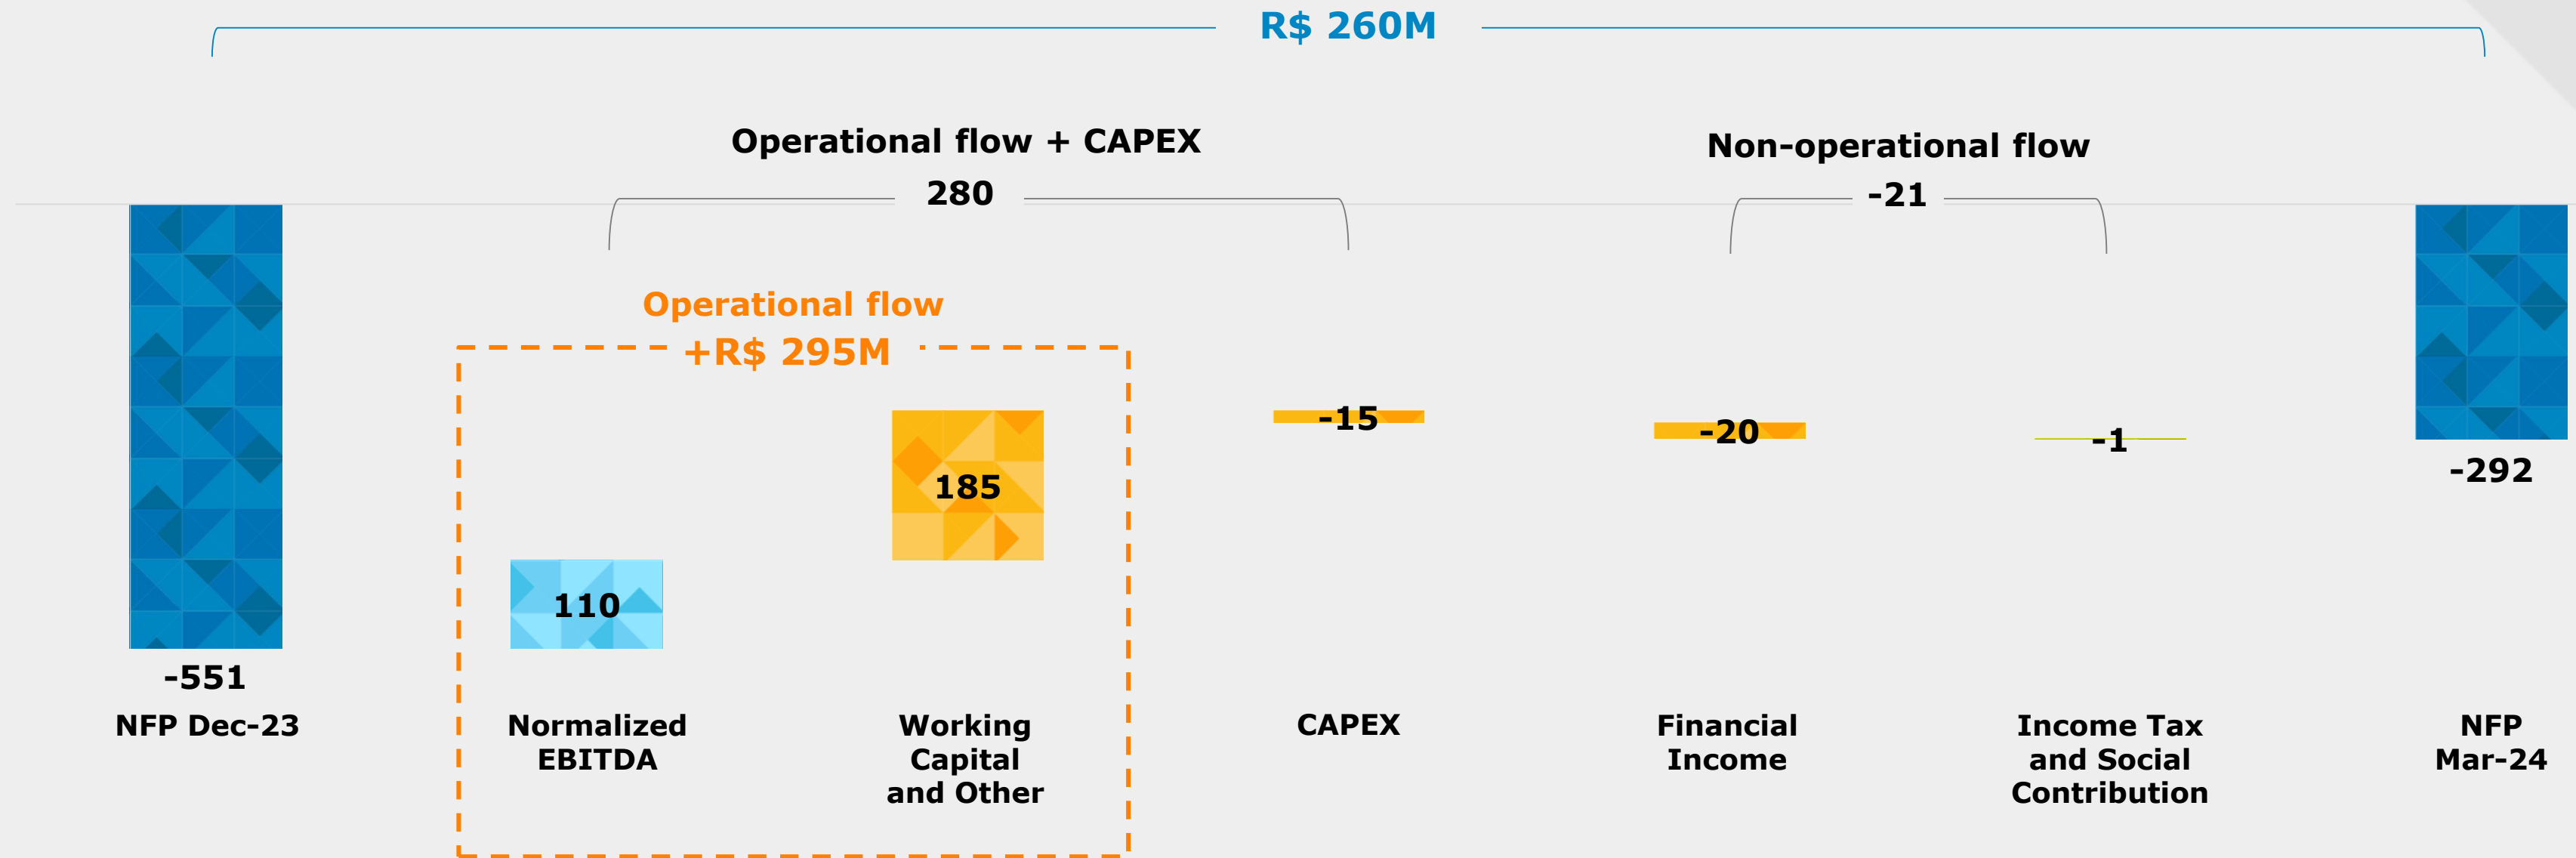 R$ 260M
Operational flow + CAPEX
280
Non-operational flow
-21
Operational flow
+R$ 295M
-551
110
185
-15
-20
-1
-292
NFP Dec-23
Normalized
EBITDA
Working
Capital
and Other
CAPEX
Financial
Income
Income Tax
and Social
Contribution
NFP
Mar-24